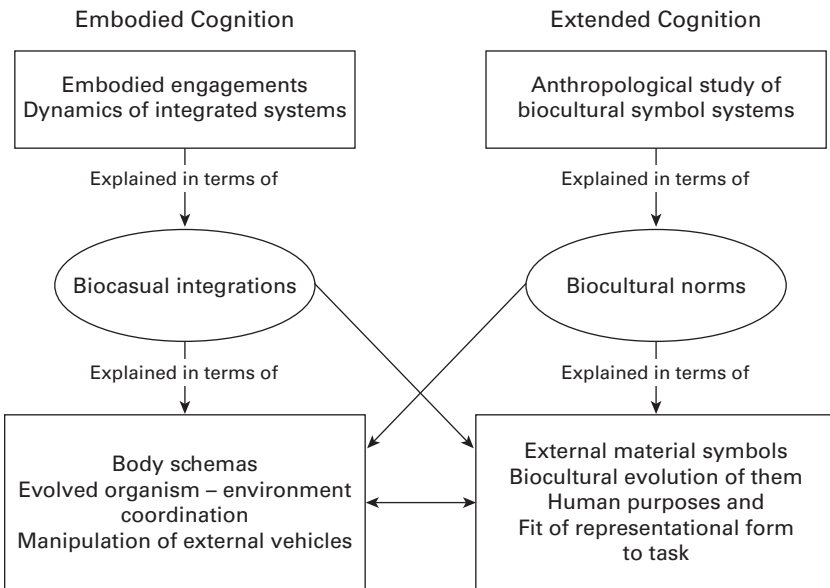 Embodied Cognition
Extended Cognition
Embodied engagements
Dynamics of integrated systems
Anthropological study of
biocultural symbol systems
Explained in terms of
Explained in terms of
Biocasual integrations
Biocultural norms
Explained in terms of
Explained in terms of
Body schemas
Evolved organism – environment
coordination
Manipulation of external vehicles
External material symbols
Biocultural evolution of them
Human purposes and
Fit of representational form
to task